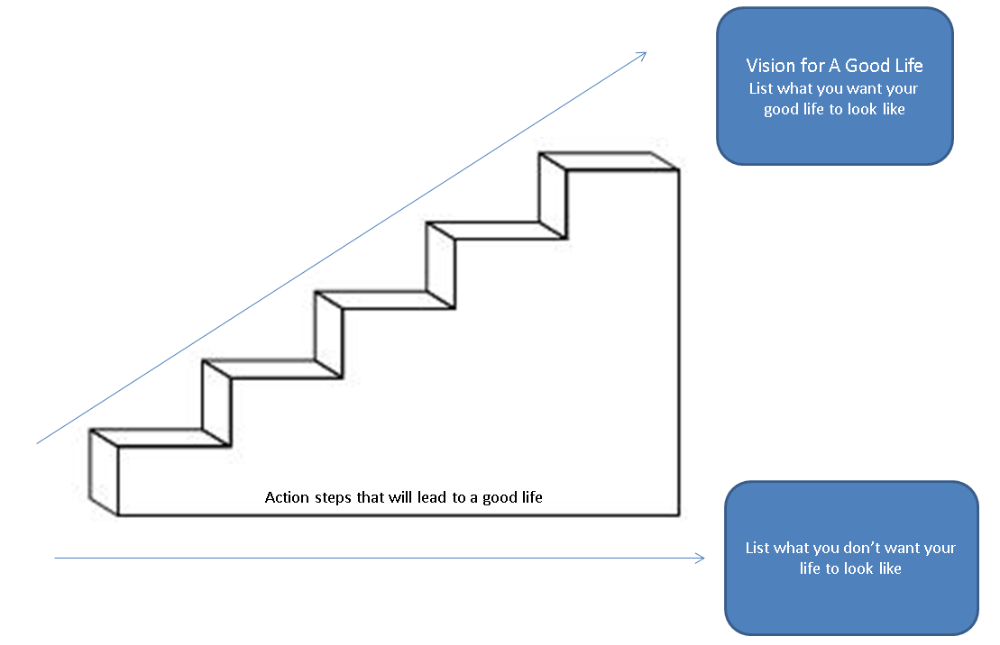 Vision for A Good Life
List what you want your
good life to look like
Action steps that will lead to a good life
List what you don’t want your
life to look like